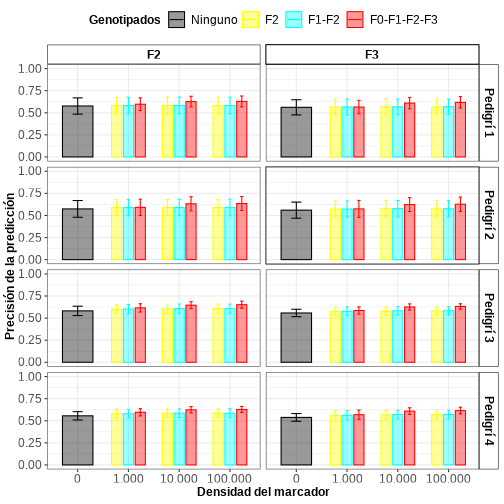 Genotipados Ninguno F2 F1-F2 F0-F1-F2-F3
F2 F3
Precisión de la predicción
1.00
0.75
0.50
0.25
0.00
Pedigrí 1
1.00
0.75
0.50
0.25
0.00
Pedigrí 2
1.00
0.75
0.50
0.25
0.00
Pedigrí 3
1.00
0.75
0.50
0.25
0.00
Pedigrí 4
0 1.000 10.000 100.000 0 1.000 10.000 100.000
Densidad del marcador